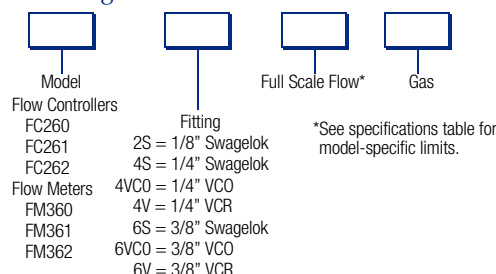 Model
Flow Controllers
FC260
FC261
FC262
Flow Meters
FM360
FM361
FM362
Fitting
2S = 1/8" Swagelok
4S = 1/4" Swagelok
4VC0 = 1/4" VCO
4V = 1/4" VCR
6S = 3/8" Swagelok
6VC0 = 3/8" VCO
6V = 3/8" VCR
Full Scale Flow*
Gas
*See specifications table for
model-specific limits.